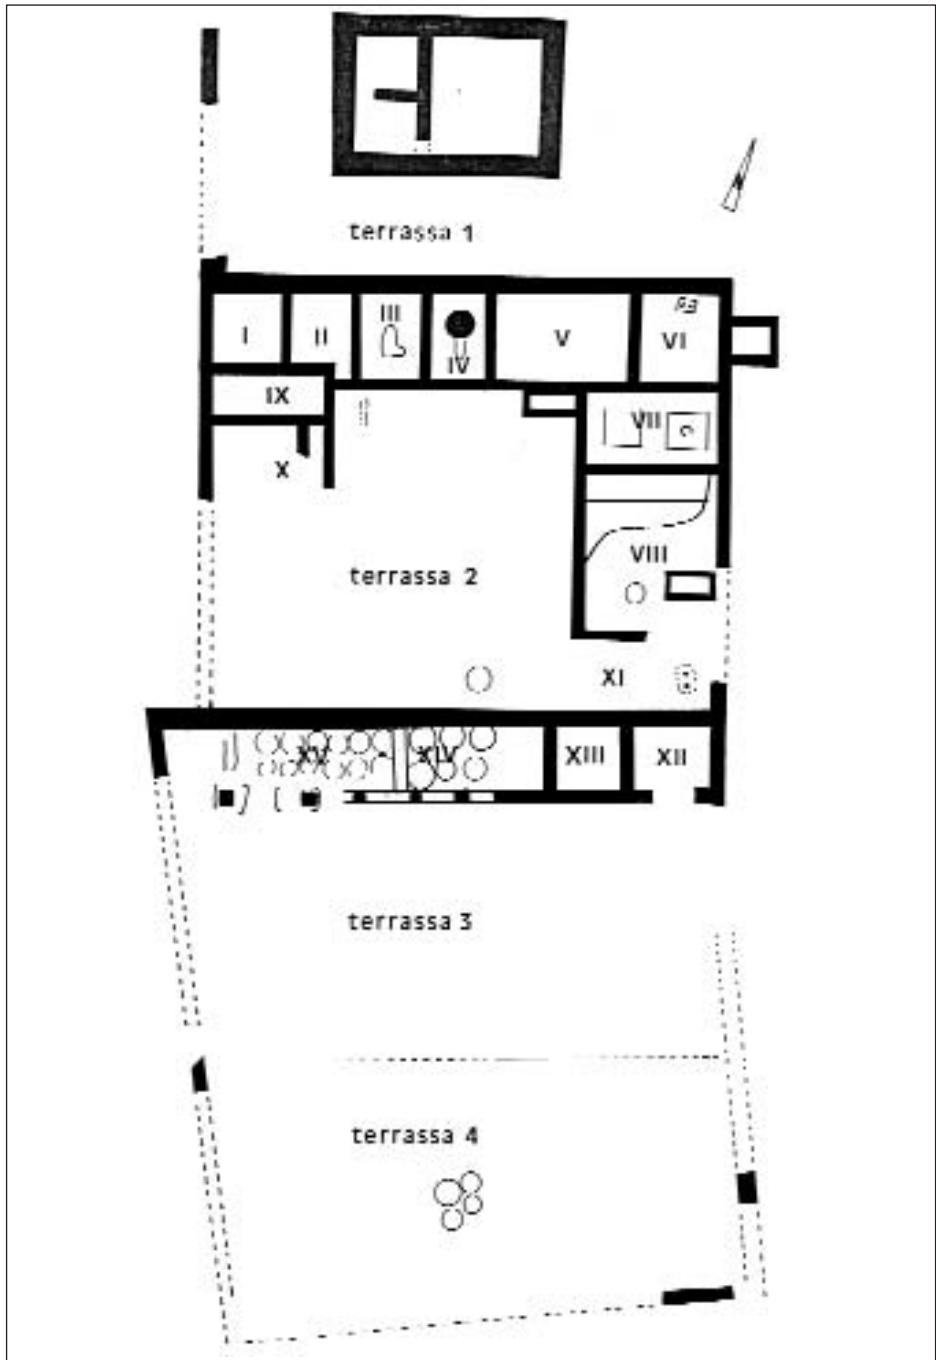 terrassa 1
I
II
III
IV
V
VI
IX
VII
X
terrassa 2
VIII
XI
XV
XIV
XIII
XII
terrassa 3
terrassa 4